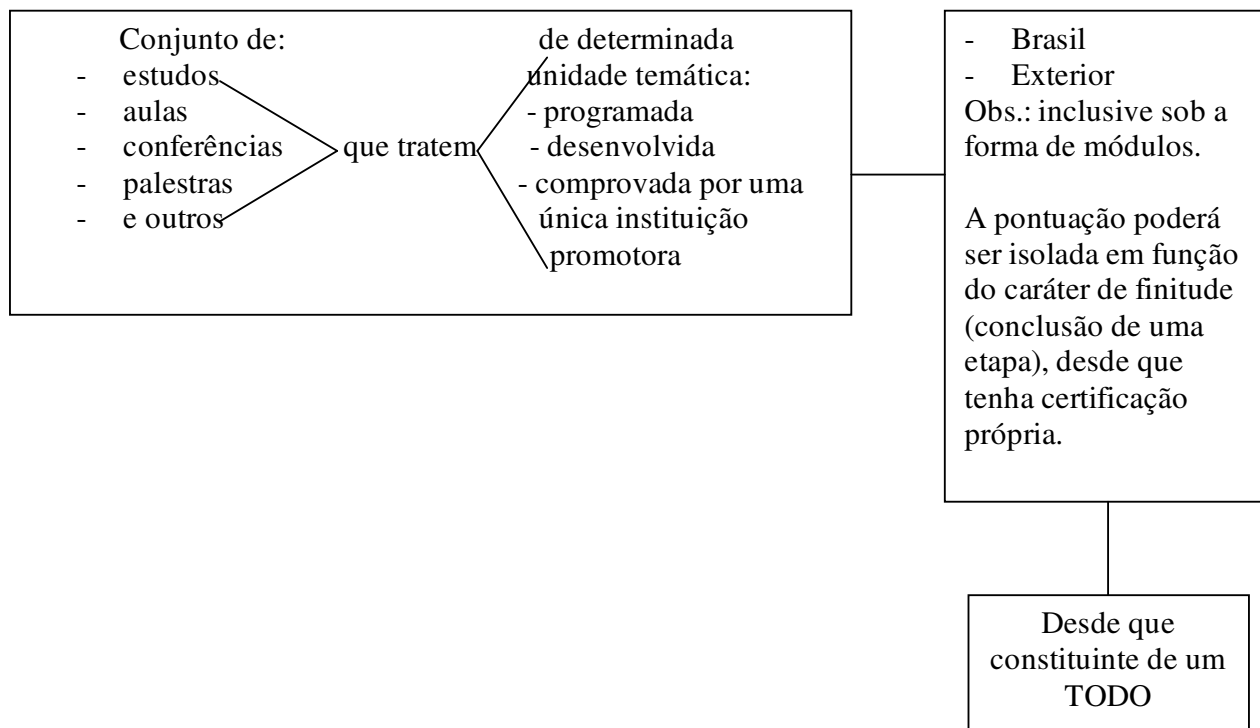 Conjunto de:
- estudos
- aulas
- conferências
- palestras
- e outros
que tratem
de determinada
unidade temática:
- programada
- desenvolvida
- comprovada por uma
única instituição
promotora
- Brasil
- Exterior
Obs.: inclusive sob a
forma de módulos.
A pontuação poderá
ser isolada em função
do caráter de finitude
(conclusão de uma
etapa), desde que
tenha certificação
própria.
Desde que
constituinte de um
TODO